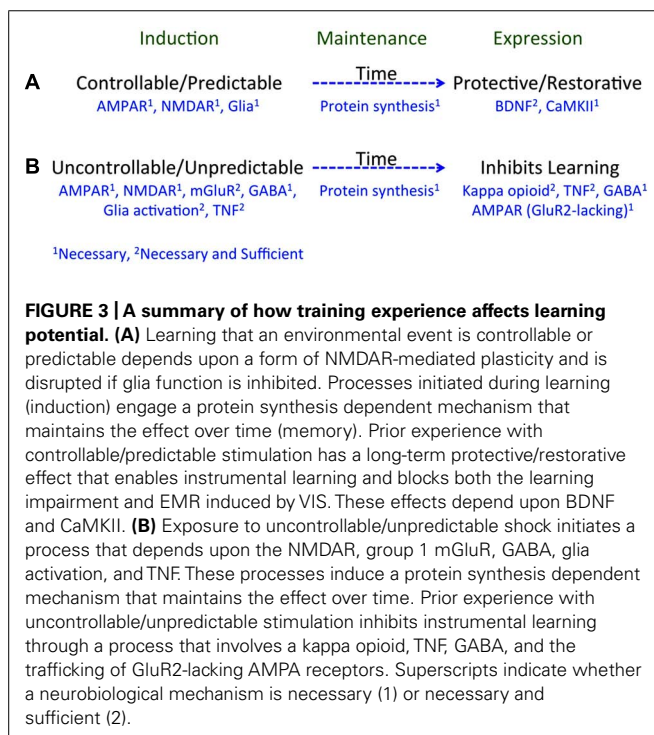 Induction Maintenance Expression
A Controllable/Predictable Time Protective/Restorative
AMPAR¹, NMDAR¹, Glia¹ Protein synthesis¹ BDNF², CaMKII¹
B Uncontrollable/Unpredictable Time Inhibits Learning
AMPAR¹, NMDAR¹, mGluR², GABA¹, Protein synthesis¹ Kappa opioid², TNF², GABA¹
Glia activation², TNF² AMPAR (GluR2-lacking)¹
¹Necessary, ²Necessary and Sufficient
FIGURE 3 | A summary of how training experience affects learning
potential. (A) Learning that an environmental event is controllable or
predictable depends upon a form of NMDAR-mediated plasticity and is
disrupted if glia function is inhibited. Processes initiated during learning
(induction) engage a protein synthesis dependent mechanism that
maintains the effect over time (memory). Prior experience with
controllable/predictable stimulation has a long-term protective/restorative
effect that enables instrumental learning and blocks both the learning
impairment and EMR induced by VIS. These effects depend upon BDNF
and CaMKII. (B) Exposure to uncontrollable/unpredictable shock initiates a
process that depends upon the NMDAR, group 1 mGluR, GABA, glia
activation, and TNF. These processes induce a protein synthesis dependent
mechanism that maintains the effect over time. Prior experience with
uncontrollable/unpredictable stimulation inhibits instrumental learning
through a process that involves a kappa opioid, TNF, GABA, and the
trafficking of GluR2-lacking AMPA receptors. Superscripts indicate whether
a neurobiological mechanism is necessary (1) or necessary and
sufficient (2).